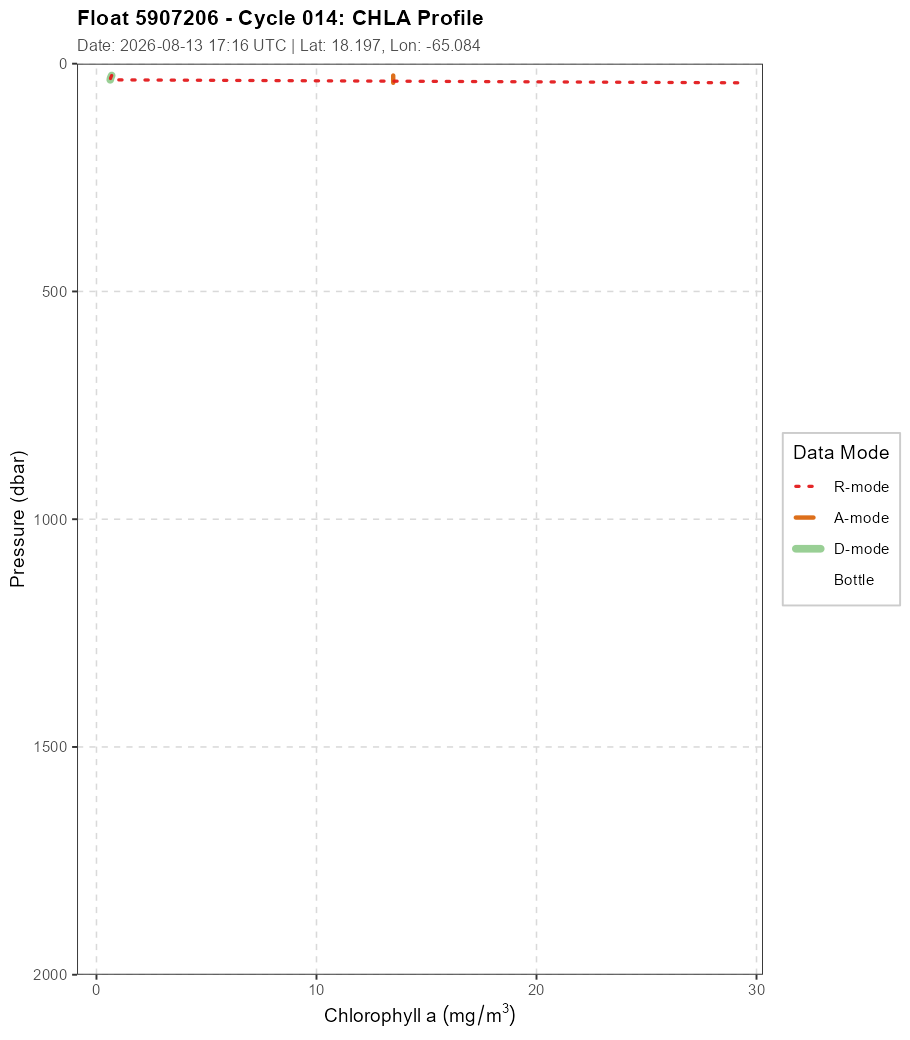 Float 5907206 - Cycle 014: CHLA Profile
Date: 2026-08-13 17:16 UTC | Lat: 18.197, Lon: -65.084
0
500
1000
1500
2000
Pressure (dbar)
0 10 20 30
Chlorophyll a (mg/m³)
Data Mode
R-mode
A-mode
D-mode
Bottle